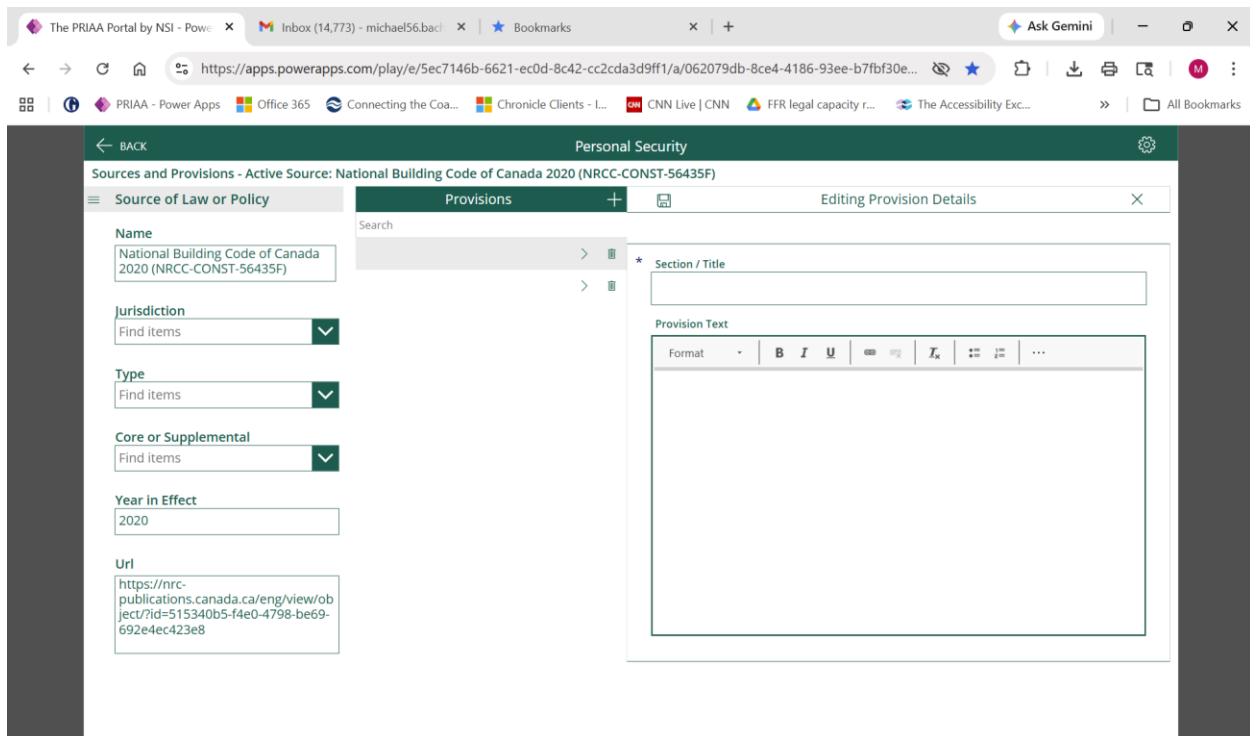 The PRIAA Portal by NSI - Powe
Inbox (14,773) - michael56.bach
Bookmarks
Ask Gemini
https://apps.powerapps.com/play/e/5ec7146b-6621-ec0d-8c42-cc2cda3d9ff1/a/062079db-8ce4-4186-93ee-b7fbf30e...
M
PRIAA - Power Apps
Office 365
Connecting the Coa...
Chronicle Clients - I...
CNN Live | CNN
FFR legal capacity r...
The Accessibility Exc...
»
All Bookmarks
BACK
Personal Security
Sources and Provisions - Active Source: National Building Code of Canada 2020 (NRCC-CONST-56435F)
Source of Law or Policy
Provisions
Editing Provision Details
Search
Name
National Building Code of Canada
2020 (NRCC-CONST-56435F)
Jurisdiction
Find items
Type
Find items
Core or Supplemental
Find items
Year in Effect
2020
Url
https://nrc-
publications.canada.ca/eng/view/ob
ject/?id=515340b5-f4e0-4798-be69-
692e4ec423e8
* Section / Title
Provision Text
Format B I U Tx ...